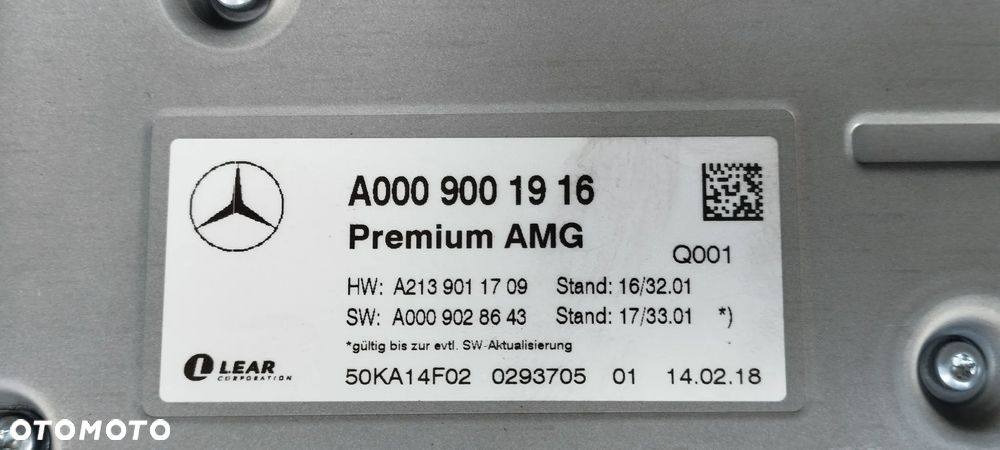 A000 900 19 16
Premium AMG
Q001
HW: A213 901 17 09 Stand: 16/32.01
SW: A000 902 86 43 Stand: 17/33.01 *)
*gültig bis zur evtl. SW-Aktualisierung
LEAR
CORPORATION
50KA14F02 0293705 01 14.02.18
OTOMOTO